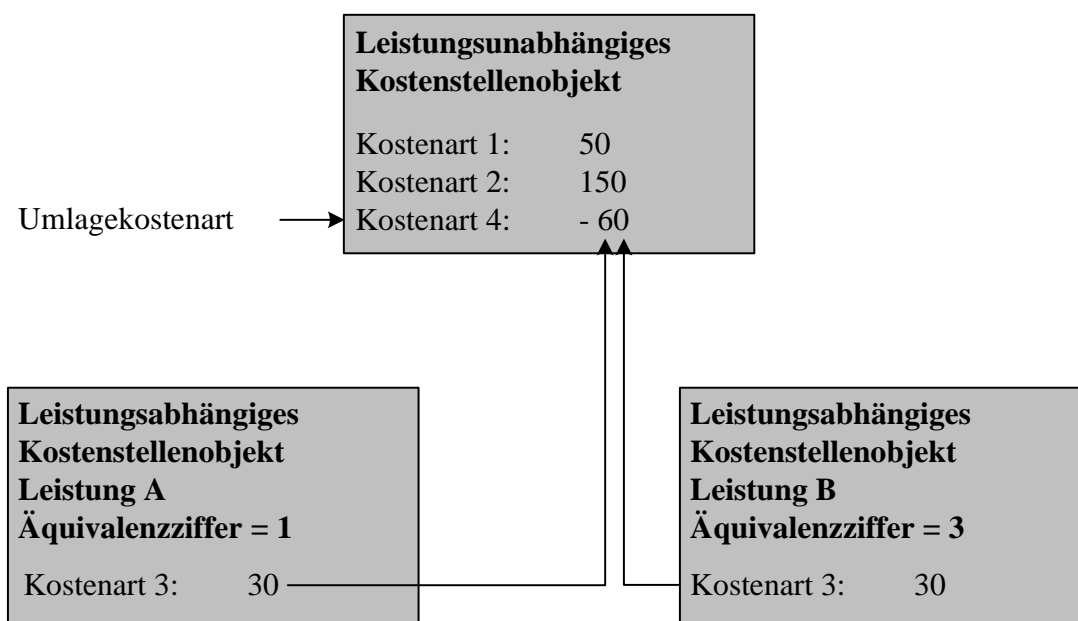 Leistungsunabhängiges
Kostenstellenobjekt
Kostenart 1: 50
Kostenart 2: 150
Umlagekostenart
Kostenart 4: - 60
Leistungsabhängiges
Kostenstellenobjekt
Leistung A
Äquivalenzziffer = 1
Kostenart 3: 30
Leistungsabhängiges
Kostenstellenobjekt
Leistung B
Äquivalenzziffer = 3
Kostenart 3: 30